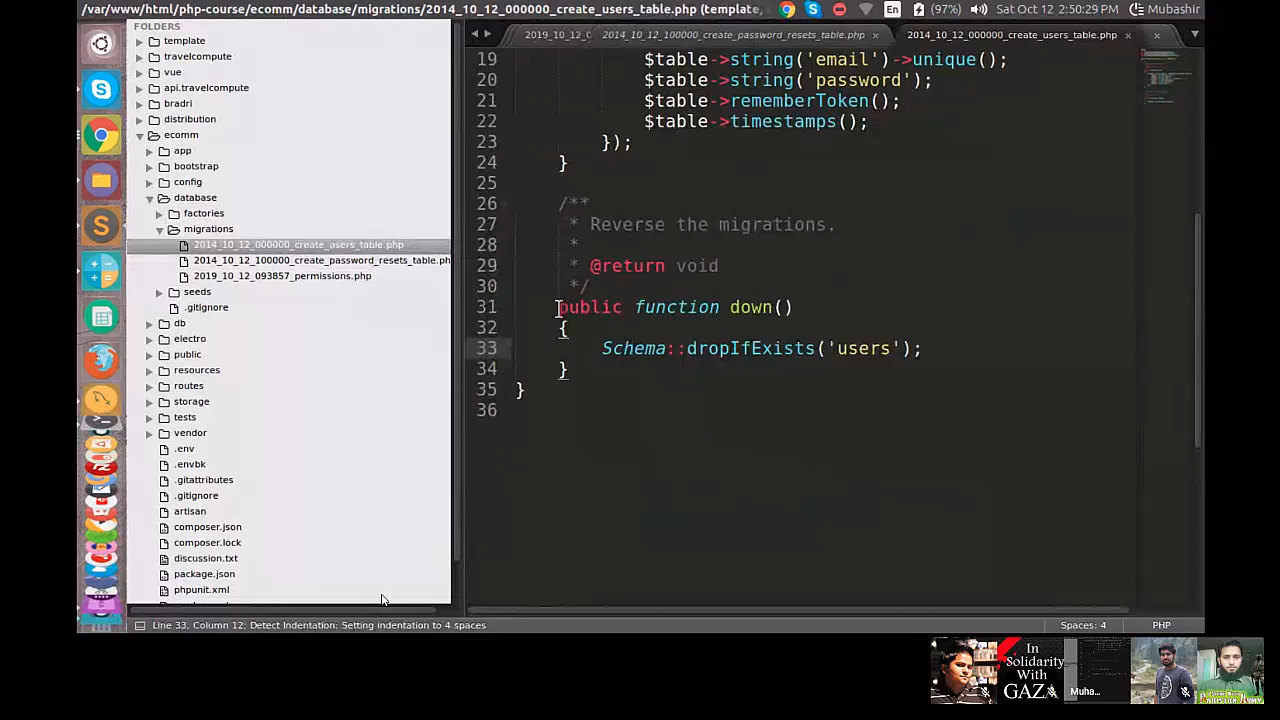 /var/www/html/php-course/ecomm/database/migrations/2014_10_12_000000_create_users_table.php (template,
En
(97%)
Sat Oct 12 2:50:29 PM
Mubashir
FOLDERS
template
travelcompute
vue
api.travelcompute
bradri
distribution
ecomm
app
bootstrap
config
database
factories
migrations
2014_10_12_000000_create_users_table.php
2014_10_12_100000_create_password_resets_table.ph
2019_10_12_093857_permissions.php
seeds
.gitignore
db
electro
public
resources
routes
storage
tests
vendor
.env
.envbk
.gitattributes
.gitignore
artisan
composer.json
composer.lock
discussion.txt
package.json
phpunit.xml
2019_10_12_0
2014_10_12_100000_create_password_resets_table.php
2014_10_12_000000_create_users_table.php
19 $table->string('email')->unique();
20 $table->string('password');
21 $table->rememberToken();
22 $table->timestamps();
23 });
24 }
25
26 /**
27 * Reverse the migrations.
28 *
29 * @return void
30 */
31 public function down()
32 {
33 Schema::dropIfExists('users');
34 }
35 }
36
Line 33, Column 12; Detect Indentation: Setting indentation to 4 spaces
Spaces: 4
PHP
In
Solidarity
With
GAZA
Muha...